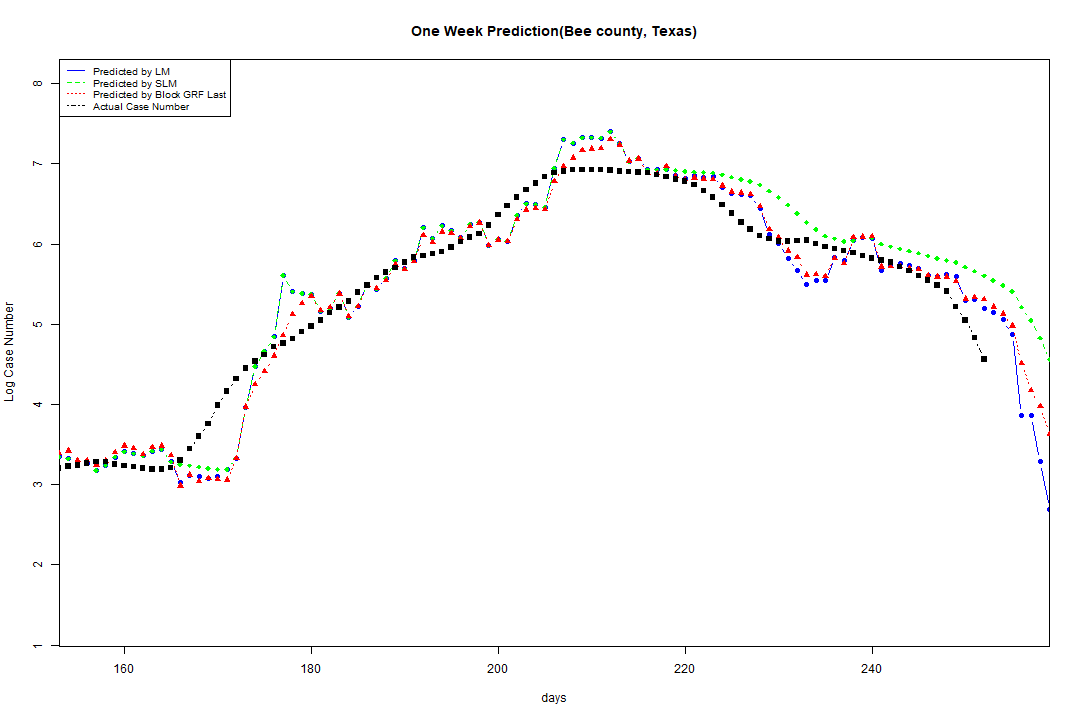 One Week Prediction(Bee county, Texas)
Predicted by LM
Predicted by SLM
Predicted by Block GRF Last
Actual Case Number
8
7
6
5
4
3
2
1
Log Case Number
160 180 200 220 240
days